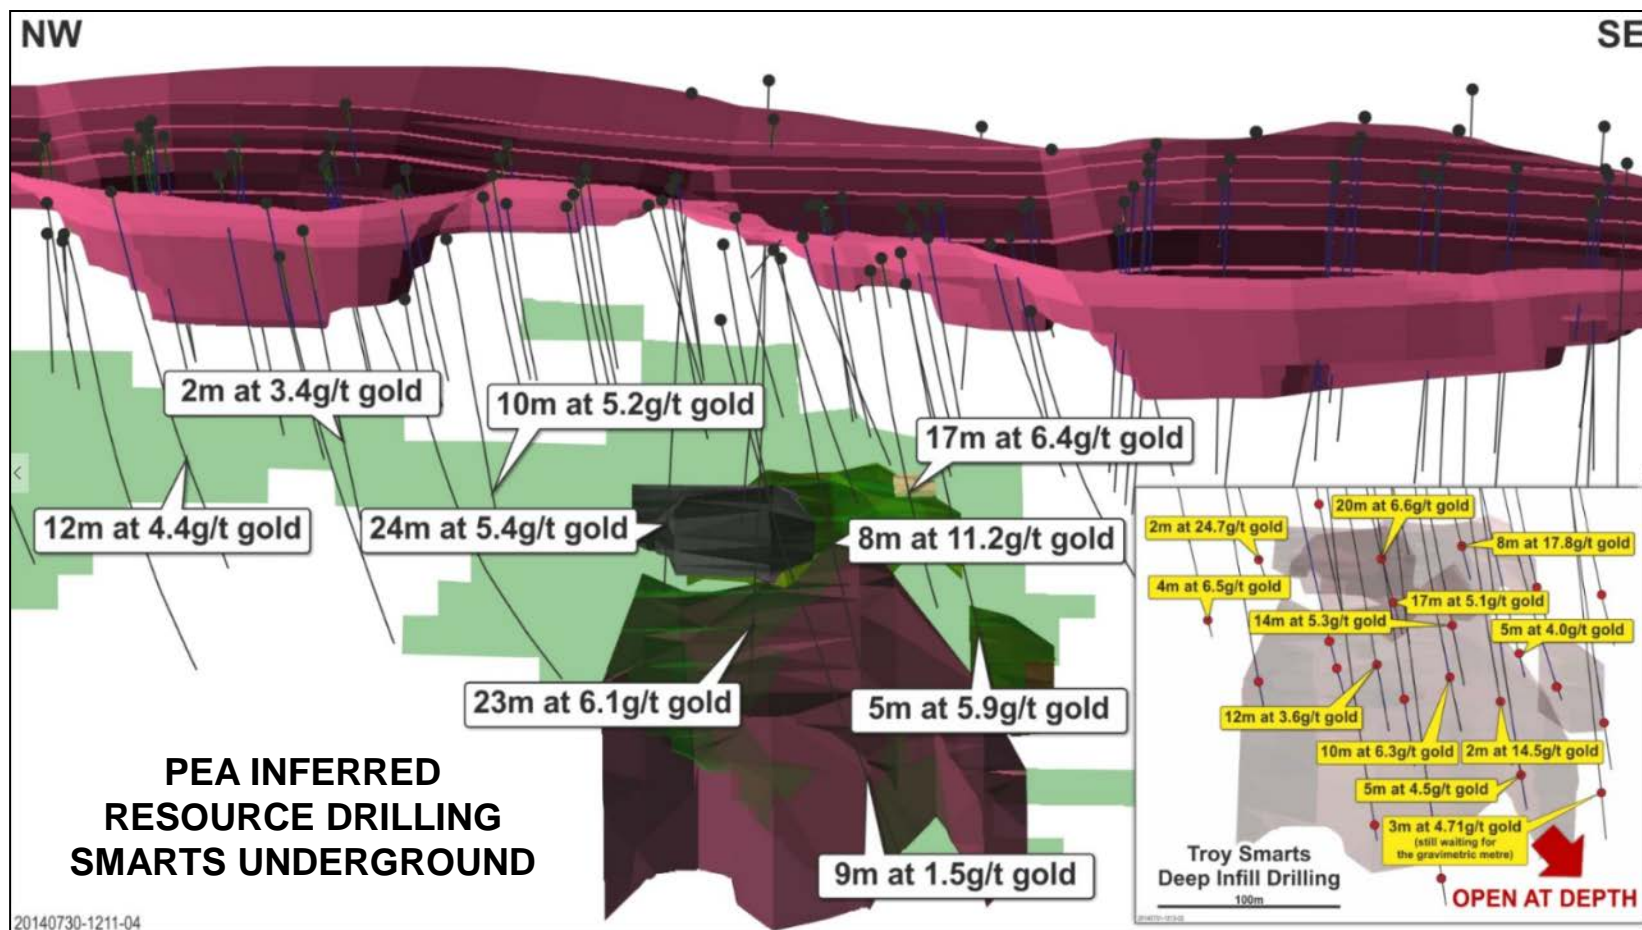 NW
SE
2m at 3.4g/t gold
10m at 5.2g/t gold
17m at 6.4g/t gold
12m at 4.4g/t gold
24m at 5.4g/t gold
8m at 11.2g/t gold
23m at 6.1g/t gold
5m at 5.9g/t gold
9m at 1.5g/t gold
PEA INFERRED
RESOURCE DRILLING
SMARTS UNDERGROUND
20140730-1211-04
20m at 6.6g/t gold
2m at 24.7g/t gold
8m at 17.8g/t gold
4m at 6.5g/t gold
17m at 5.1g/t gold
14m at 5.3g/t gold
5m at 4.0g/t gold
12m at 3.6g/t gold
10m at 6.3g/t gold
2m at 14.5g/t gold
5m at 4.5g/t gold
3m at 4.71g/t gold
(still waiting for
the gravimetric metre)
Troy Smarts
Deep Infill Drilling
100m
OPEN AT DEPTH